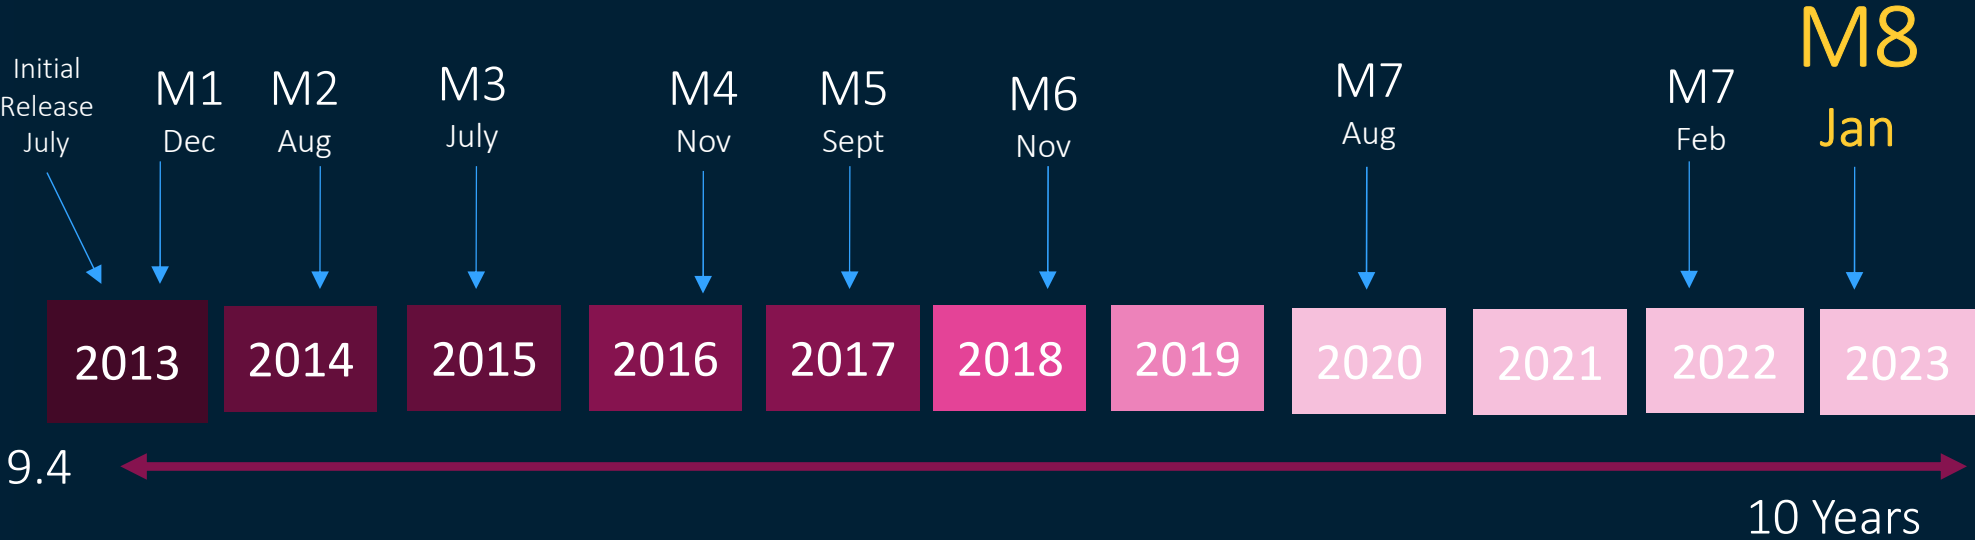 Initial
Release
July
M1
Dec
M2
Aug
M3
July
M4
Nov
M5
Sept
M6
Nov
M7
Aug
M7
Feb
M8
Jan
2013
2014
2015
2016
2017
2018
2019
2020
2021
2022
2023
9.4
10 Years